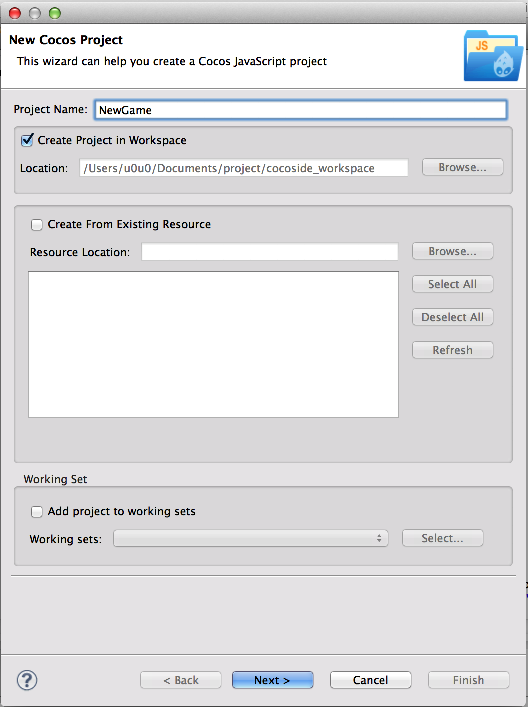 New Cocos Project
This wizard can help you create a Cocos JavaScript project
JS
Project Name: NewGame
Create Project in Workspace
Location: /Users/u0u0/Documents/project/cocoside_workspace Browse...
Create From Existing Resource
Resource Location: Browse...
Select All
Deselect All
Refresh
Working Set
Add project to working sets
Working sets: Select...
? < Back Next > Cancel Finish